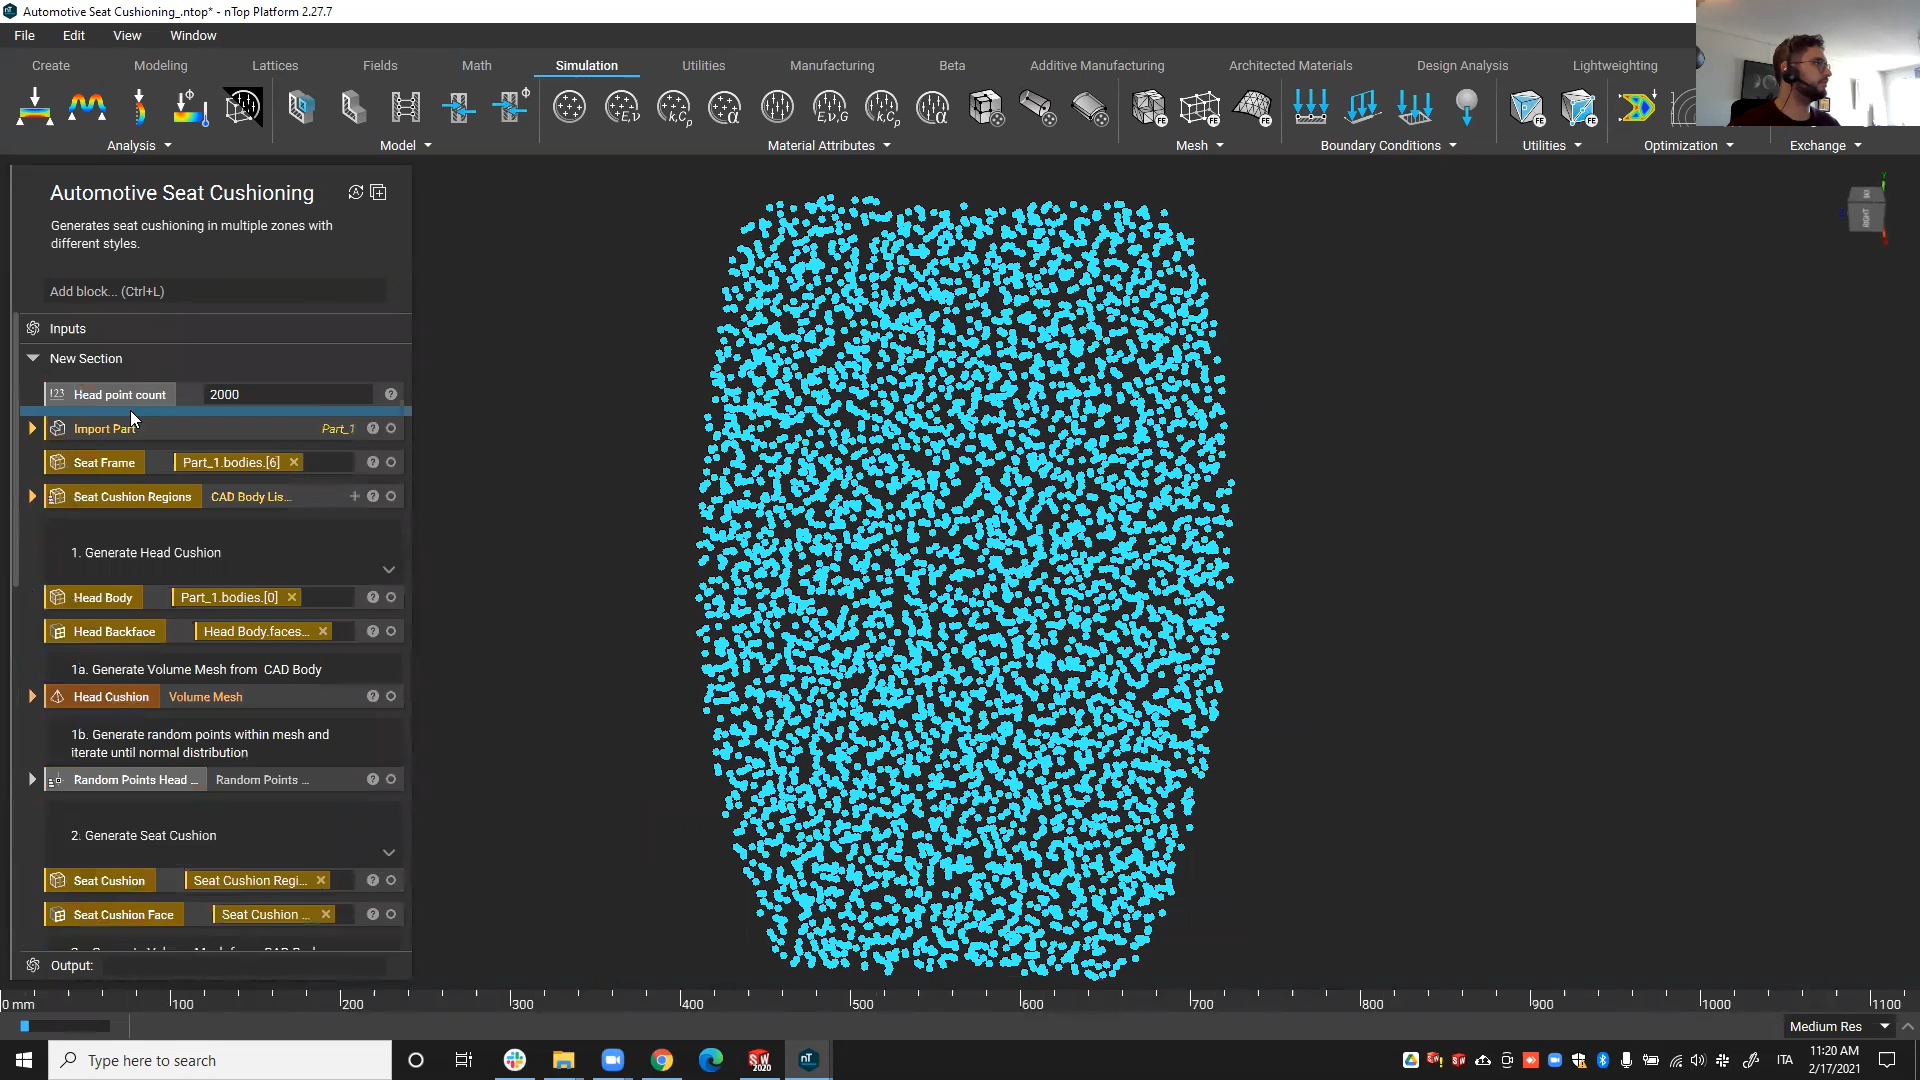 Automotive Seat Cushioning_.ntop* - nTop Platform 2.27.7
File Edit View Window
Create Modeling Lattices Fields Math Simulation Utilities Manufacturing Beta Additive Manufacturing Architected Materials Design Analysis Lightweighting
Analysis Model Material Attributes Mesh Boundary Conditions Utilities Optimization Exchange
Automotive Seat Cushioning
Generates seat cushioning in multiple zones with
different styles.
Add block... (Ctrl+L)
Inputs
New Section
123 Head point count 2000
Import Part Part_1
Seat Frame Part_1.bodies.[6]
Seat Cushion Regions CAD Body Lis...
1. Generate Head Cushion
Head Body Part_1.bodies.[0]
Head Backface Head Body.faces...
1a. Generate Volume Mesh from CAD Body
Head Cushion Volume Mesh
1b. Generate random points within mesh and
iterate until normal distribution
Random Points Head ... Random Points ...
2. Generate Seat Cushion
Seat Cushion Seat Cushion Regi...
Seat Cushion Face Seat Cushion ...
Output:
RIGHT
0 mm 100 200 300 400 500 600 700 800 900 1000 1100
Medium Res
Type here to search
ITA
11:20 AM
2/17/2021